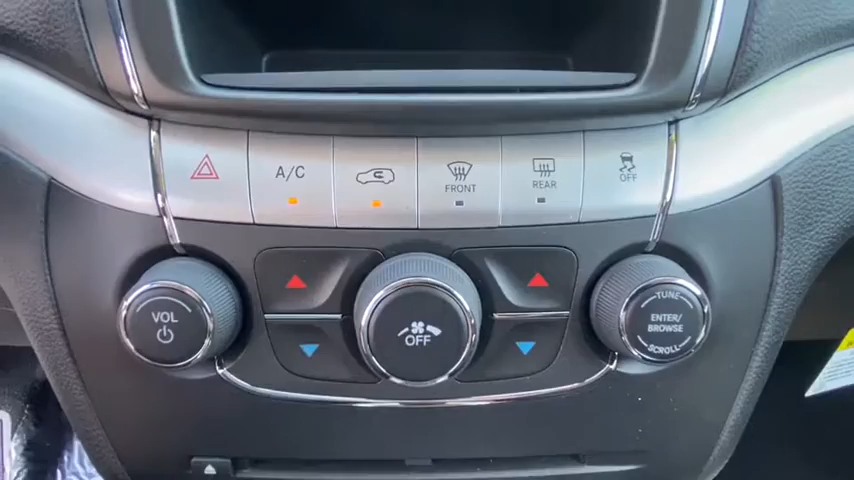 A/C
FRONT
REAR
OFF
VOL
OFF
TUNE
ENTER
BROWSE
SCROLL